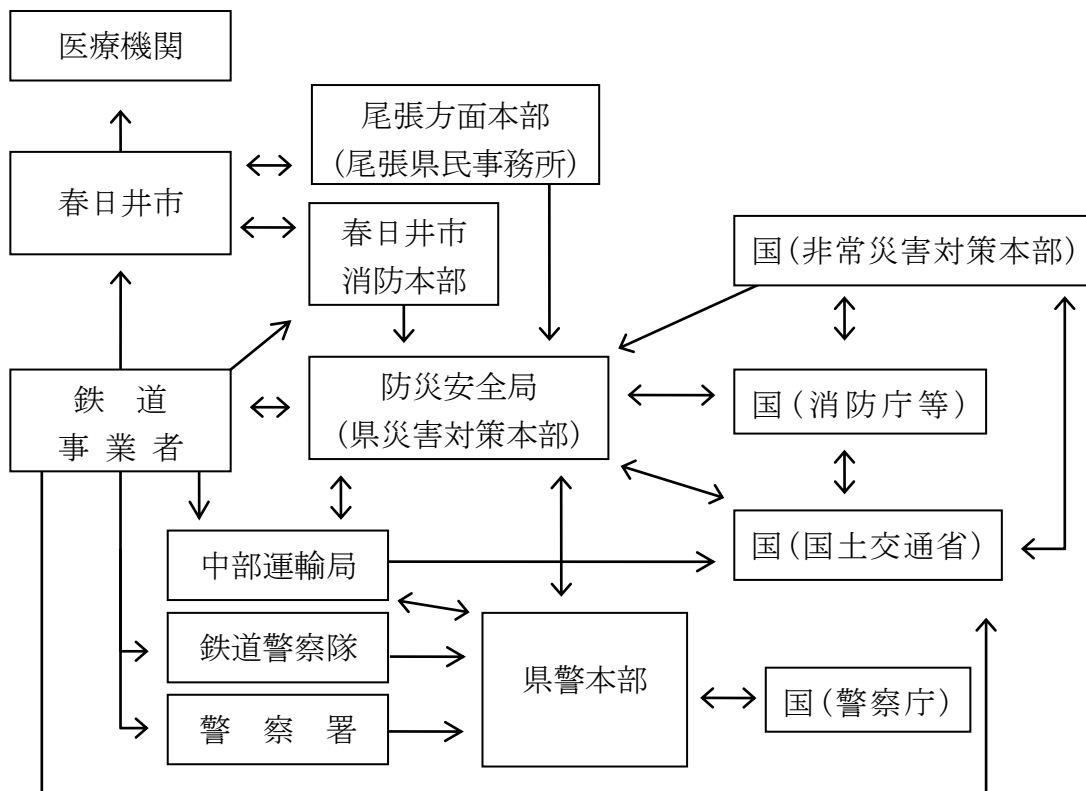 医療機関
尾張方面本部
(尾張県民事務所)
春日井市
春日井市
消防本部
国(非常災害対策本部)
鉄道
事業者
防災安全局
(県災害対策本部)
国(消防庁等)
国(国土交通省)
中部運輸局
鉄道警察隊
県警本部
国(警察庁)
警察署